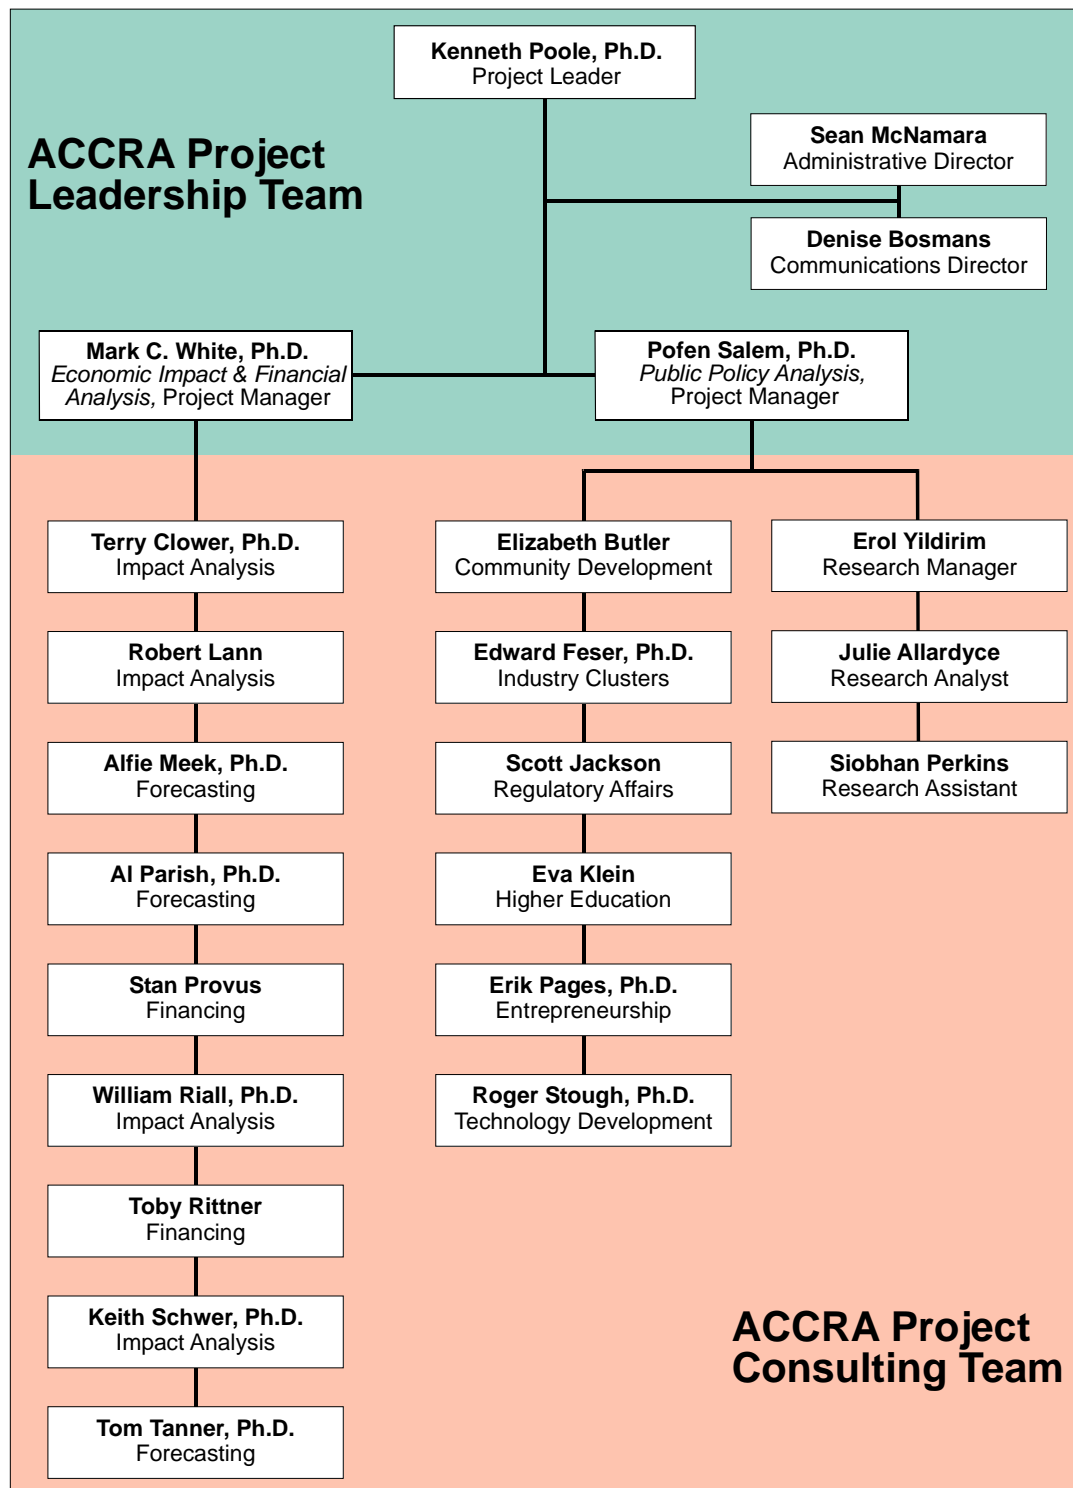 Kenneth Poole, Ph.D.
Project Leader
ACCRA Project
Leadership Team
Sean McNamara
Administrative Director
Denise Bosmans
Communications Director
Mark C. White, Ph.D.
Economic Impact & Financial
Analysis, Project Manager
Pofen Salem, Ph.D.
Public Policy Analysis,
Project Manager
Terry Clower, Ph.D.
Impact Analysis
Robert Lann
Impact Analysis
Alfie Meek, Ph.D.
Forecasting
Al Parish, Ph.D.
Forecasting
Stan Provus
Financing
William Riall, Ph.D.
Impact Analysis
Toby Rittner
Financing
Keith Schwer, Ph.D.
Impact Analysis
Tom Tanner, Ph.D.
Forecasting
Elizabeth Butler
Community Development
Edward Feser, Ph.D.
Industry Clusters
Scott Jackson
Regulatory Affairs
Eva Klein
Higher Education
Erik Pages, Ph.D.
Entrepreneurship
Roger Stough, Ph.D.
Technology Development
Erol Yildirim
Research Manager
Julie Allardyce
Research Analyst
Siobhan Perkins
Research Assistant
ACCRA Project
Consulting Team